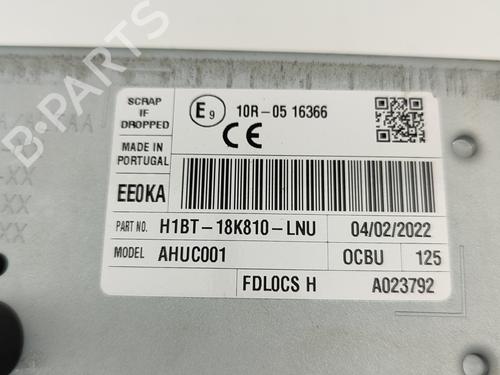 SCRAP
IF
DROPPED
E9
10R-05 16366
CE
MADE IN
PORTUGAL
EE0KA
PART NO. H1BT-18K810-LNU 04/02/2022
MODEL AHUC001 OCBU 125
FDLOCS H A023792
B-PARTS